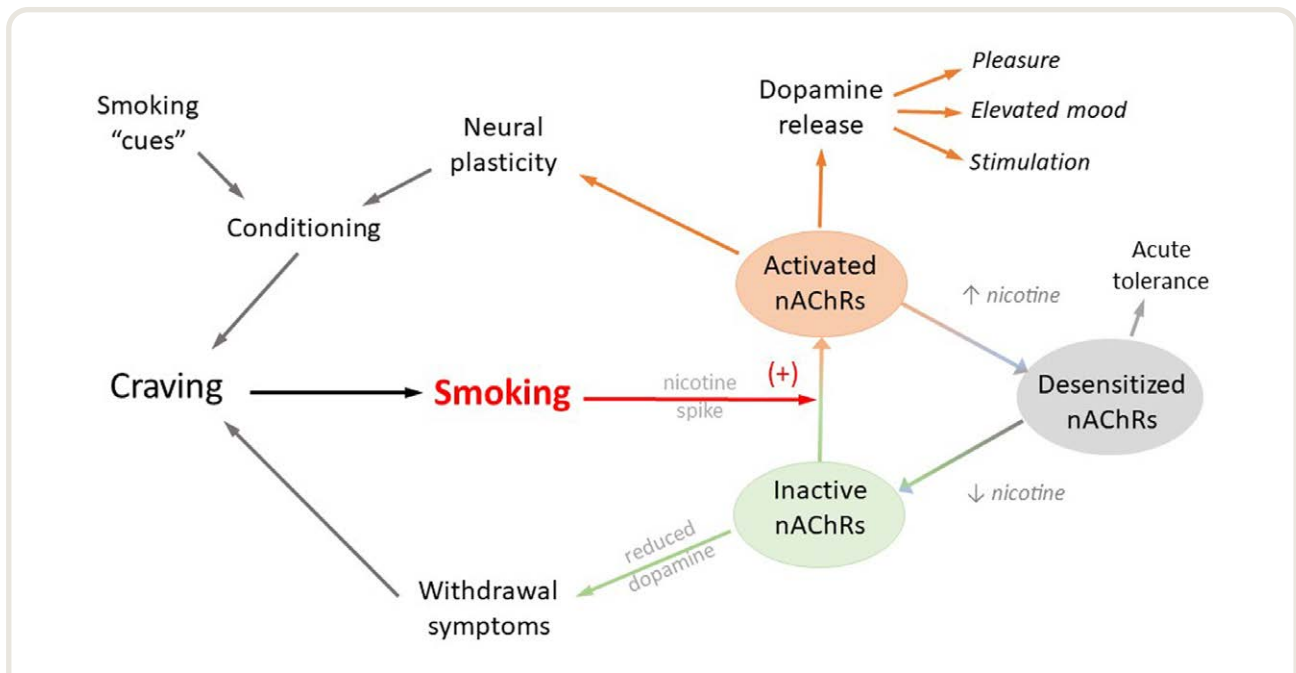 Smoking
“cues”
Neural
plasticity
Conditioning
Dopamine
release
Pleasure
Elevated mood
Stimulation
Activated
nAChRs
↑ nicotine
Acute
tolerance
Desensitized
nAChRs
Craving
Smoking
nicotine
spike
(+)
↓ nicotine
Inactive
nAChRs
reduced
dopamine
Withdrawal
symptoms